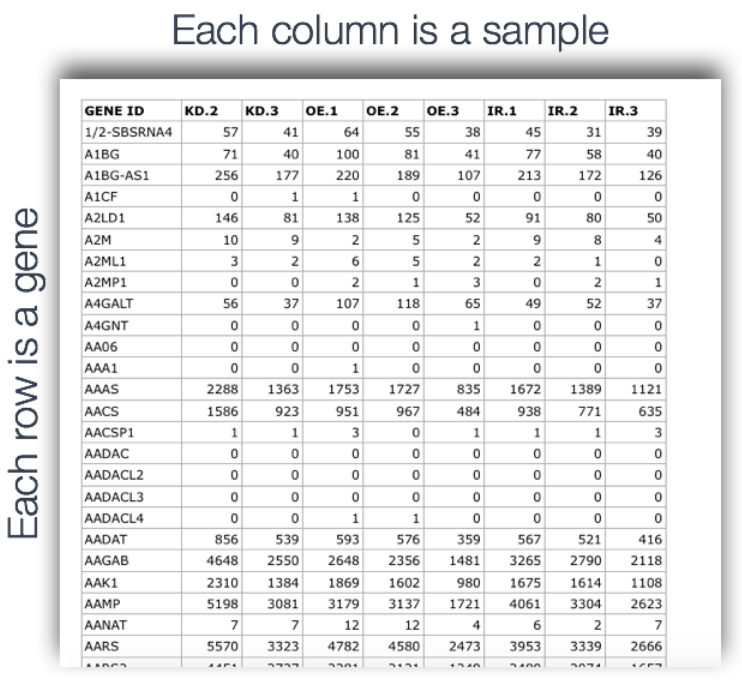 Each column is a sample
Each row is a gene
GENE ID KD.2 KD.3 OE.1 OE.2 OE.3 IR.1 IR.2 IR.3
1/2-SBSRNA4 57 41 64 55 38 45 31 39
A1BG 71 40 100 81 41 77 58 40
A1BG-AS1 256 177 220 189 107 213 172 126
A1CF 0 1 1 0 0 0 0 0
A2LD1 146 81 138 125 52 91 80 50
A2M 10 9 2 5 2 9 8 4
A2ML1 3 2 6 5 2 2 1 0
A2MP1 0 0 2 1 3 0 2 1
A4GALT 56 37 107 118 65 49 52 37
A4GNT 0 0 0 0 1 0 0 0
AA06 0 0 0 0 0 0 0 0
AAA1 0 0 1 0 0 0 0 0
AAAS 2288 1363 1753 1727 835 1672 1389 1121
AACS 1586 923 951 967 484 938 771 635
AACSP1 1 1 3 0 1 1 1 3
AADAC 0 0 0 0 0 0 0 0
AADACL2 0 0 0 0 0 0 0 0
AADACL3 0 0 0 0 0 0 0 0
AADACL4 0 0 1 1 0 0 0 0
AADAT 856 539 593 576 359 567 521 416
AAGAB 4648 2550 2648 2356 1481 3265 2790 2118
AAK1 2310 1384 1869 1602 980 1675 1614 1108
AAMP 5198 3081 3179 3137 1721 4061 3304 2623
AANAT 7 7 12 12 4 6 2 7
AARS 5570 3323 4782 4580 2473 3953 3339 2666